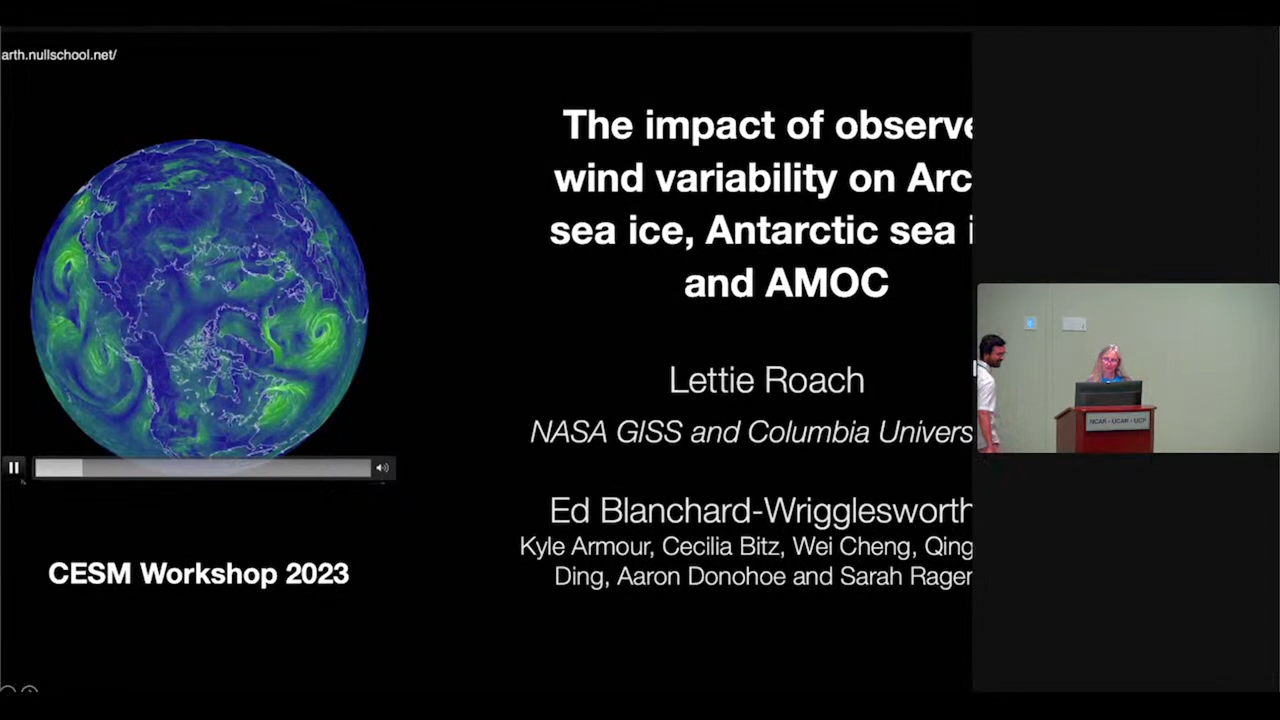 arth.nullschool.net/
The impact of observe
wind variability on Arc
sea ice, Antarctic sea i
and AMOC
Lettie Roach
NASA GISS and Columbia Univers
Ed Blanchard-Wrigglesworth
Kyle Armour, Cecilia Bitz, Wei Cheng, Qing
Ding, Aaron Donohoe and Sarah Ragen
CESM Workshop 2023
NCAR - UCAR - UCP